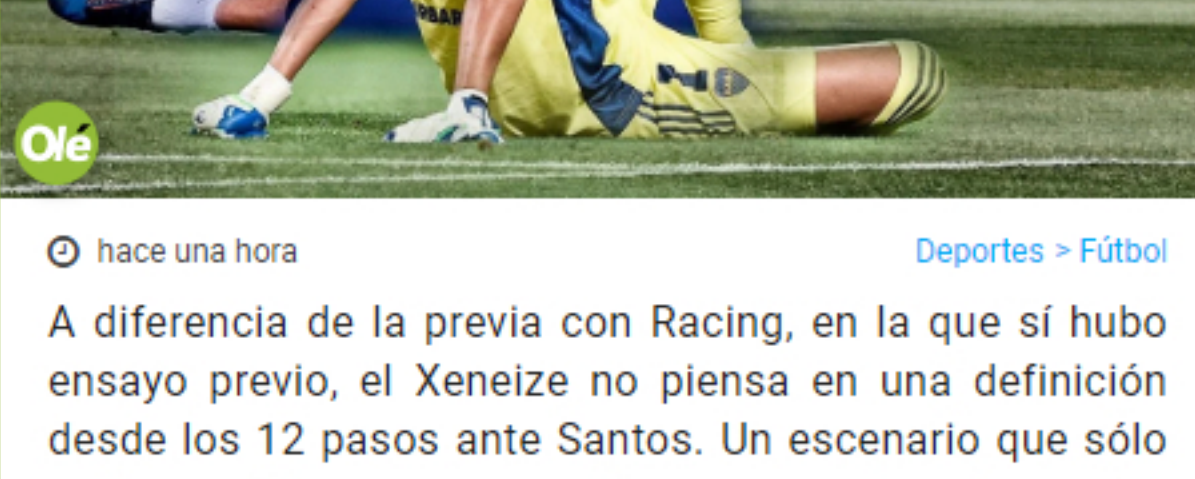 Olé
hace una hora
Deportes > Fútbol
A diferencia de la previa con Racing, en la que sí hubo
ensayo previo, el Xeneize no piensa en una definición
desde los 12 pasos ante Santos. Un escenario que sólo